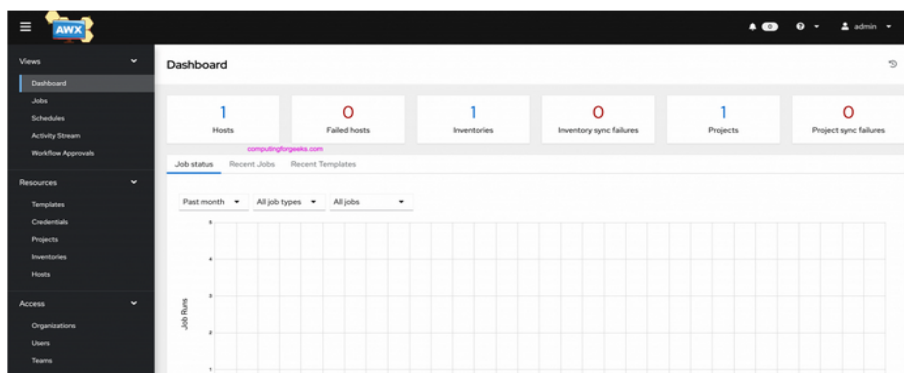 AWX
0
admin
Views
Dashboard
Jobs
Schedules
Activity Stream
Workflow Approvals
Resources
Templates
Credentials
Projects
Inventories
Hosts
Access
Organizations
Users
Teams
Dashboard
1
Hosts
0
Failed hosts
1
Inventories
0
Inventory sync failures
1
Projects
0
Project sync failures
computingforgeeks.com
Job status Recent Jobs Recent Templates
Past month All job types All jobs
Job Runs
5
4
3
2
1